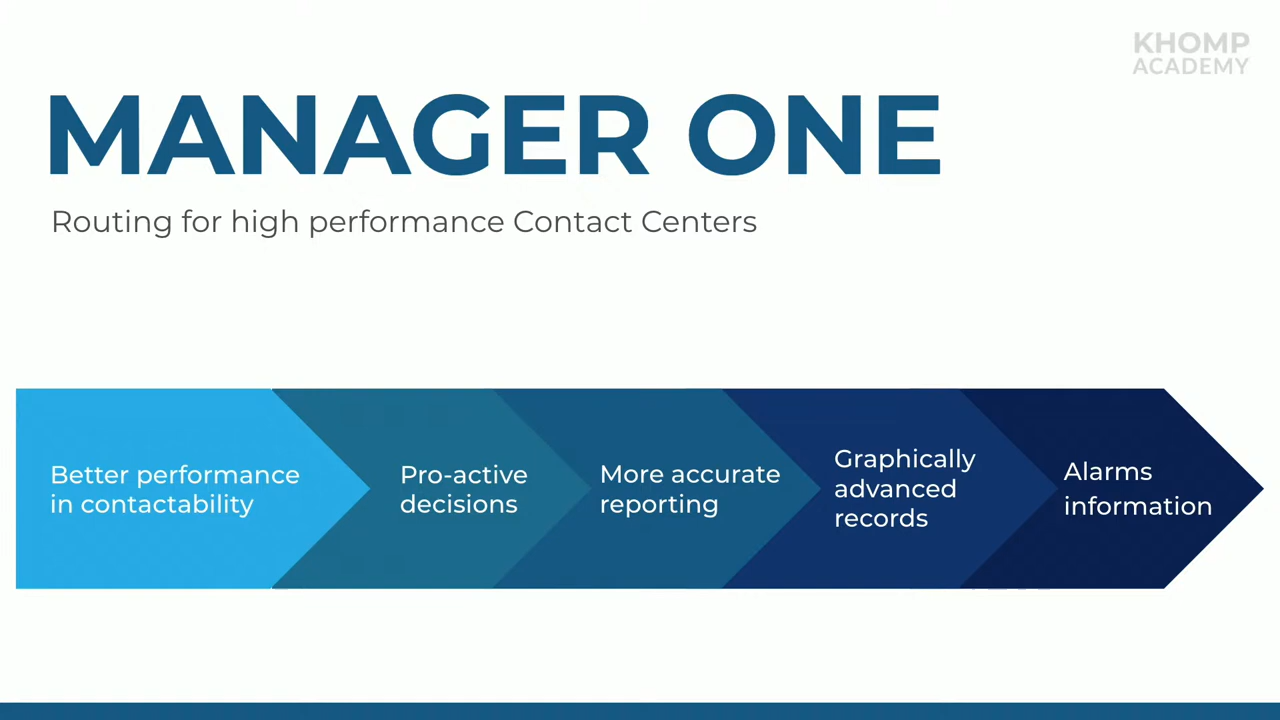 KHOMP
ACADEMY
MANAGER ONE
Routing for high performance Contact Centers
Better performance
in contactability
Pro-active
decisions
More accurate
reporting
Graphically
advanced
records
Alarms
information